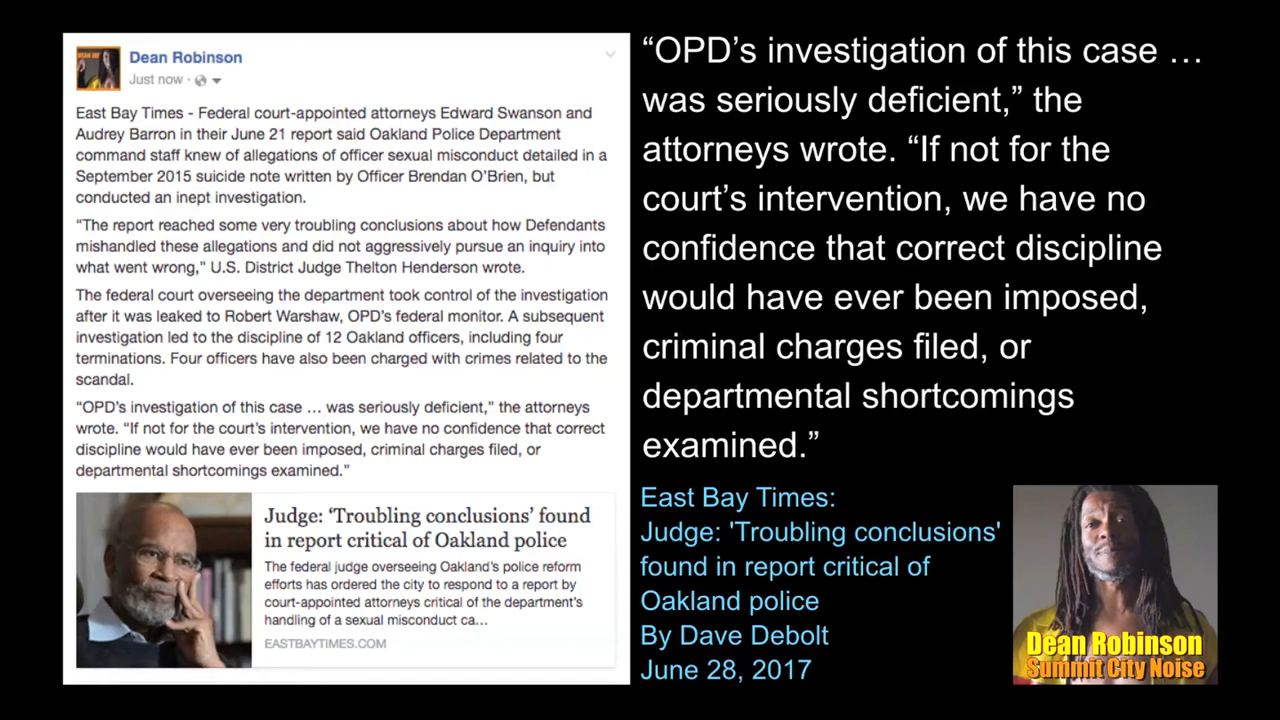 Dean Robinson
Just now ·
East Bay Times - Federal court-appointed attorneys Edward Swanson and
Audrey Barron in their June 21 report said Oakland Police Department
command staff knew of allegations of officer sexual misconduct detailed in a
September 2015 suicide note written by Officer Brendan O’Brien, but
conducted an inept investigation.
“The report reached some very troubling conclusions about how Defendants
mishandled these allegations and did not aggressively pursue an inquiry into
what went wrong,” U.S. District Judge Thelton Henderson wrote.
The federal court overseeing the department took control of the investigation
after it was leaked to Robert Warshaw, OPD’s federal monitor. A subsequent
investigation led to the discipline of 12 Oakland officers, including four
terminations. Four officers have also been charged with crimes related to the
scandal.
“OPD’s investigation of this case … was seriously deficient,” the attorneys
wrote. “If not for the court’s intervention, we have no confidence that correct
discipline would have ever been imposed, criminal charges filed, or
departmental shortcomings examined.”
Judge: ‘Troubling conclusions’ found
in report critical of Oakland police
The federal judge overseeing Oakland’s police reform
efforts has ordered the city to respond to a report by
court-appointed attorneys critical of the department’s
handling of a sexual misconduct ca...
EASTBAYTIMES.COM
“OPD’s investigation of this case …
was seriously deficient,” the
attorneys wrote. “If not for the
court’s intervention, we have no
confidence that correct discipline
would have ever been imposed,
criminal charges filed, or
departmental shortcomings
examined.”
East Bay Times:
Judge: 'Troubling conclusions'
found in report critical of
Oakland police
By Dave Debolt
June 28, 2017
Dean Robinson
Summit City Noise